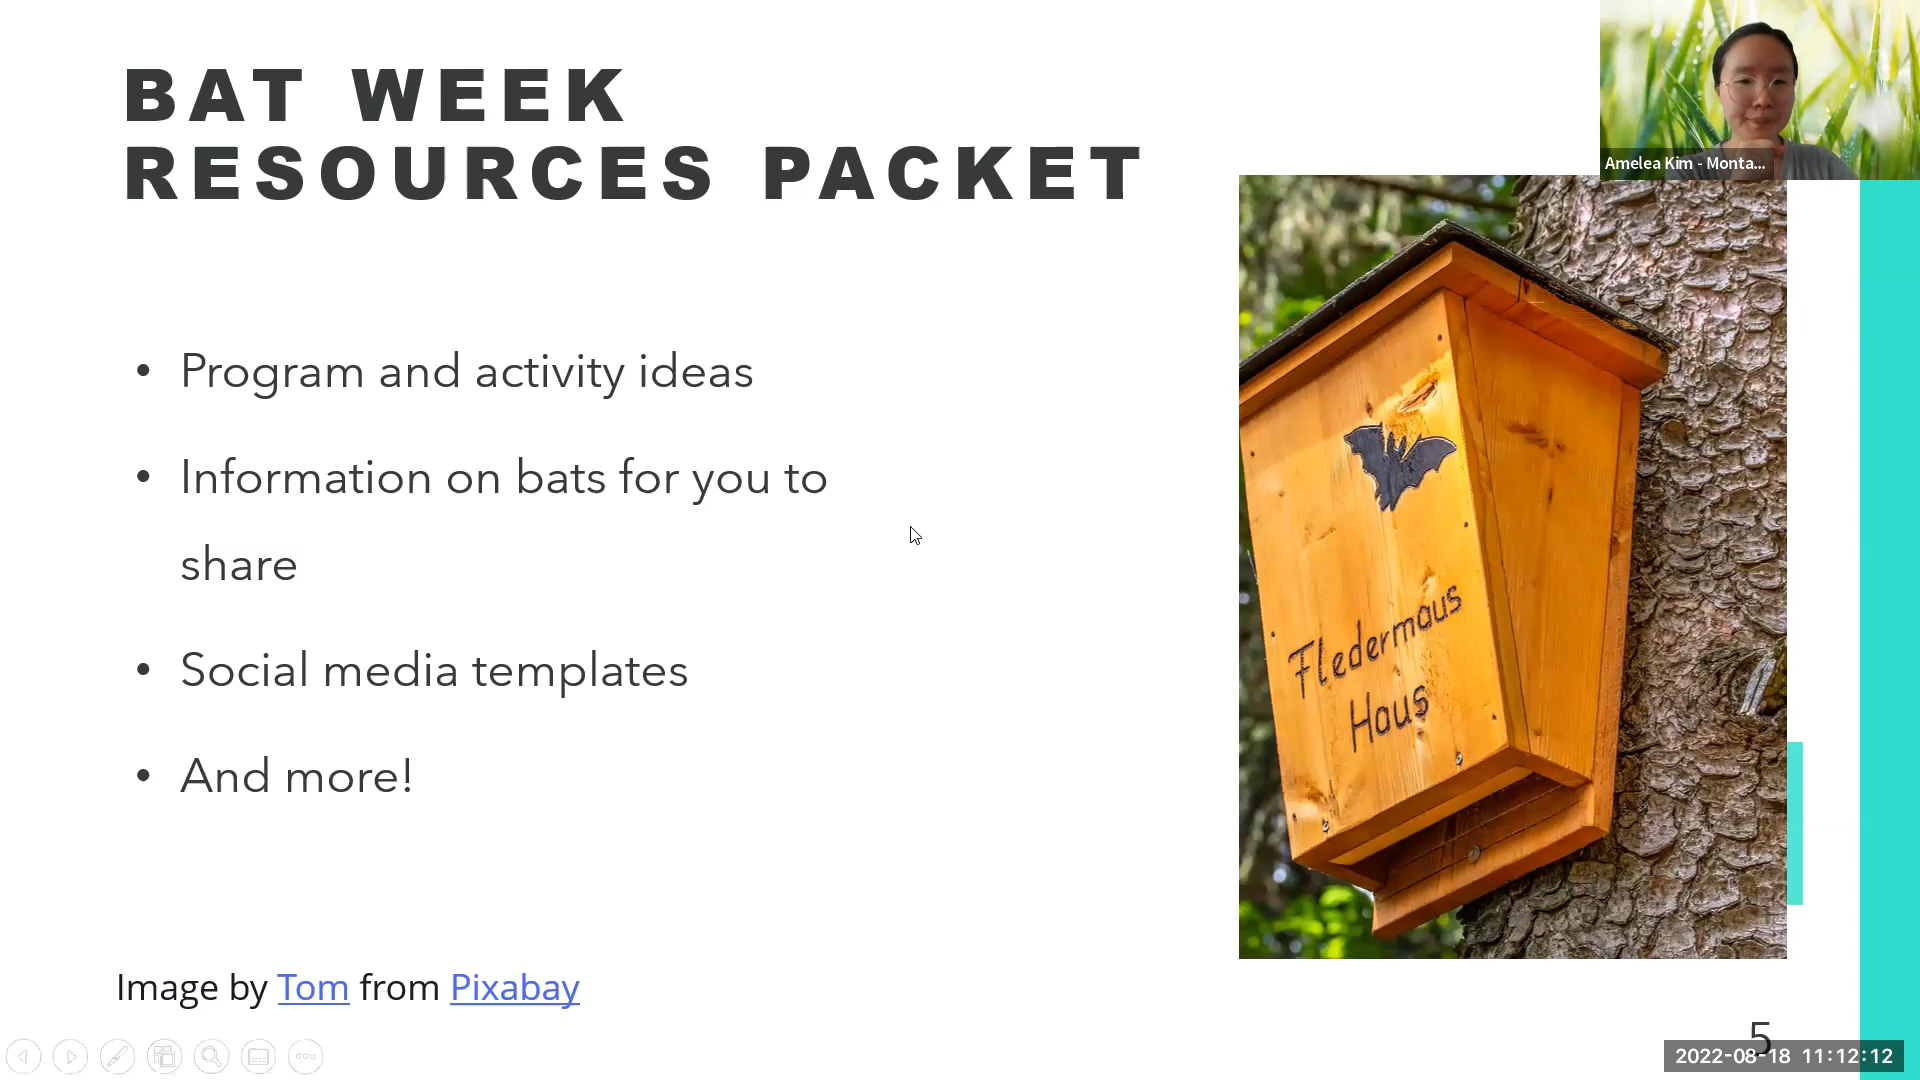 BAT WEEK
RESOURCES PACKET
Amelea Kim - Monta...
• Program and activity ideas
• Information on bats for you to
share
• Social media templates
• And more!
Fledermaus
Haus
Image by Tom from Pixabay
5
2022-08-18 11:12:12